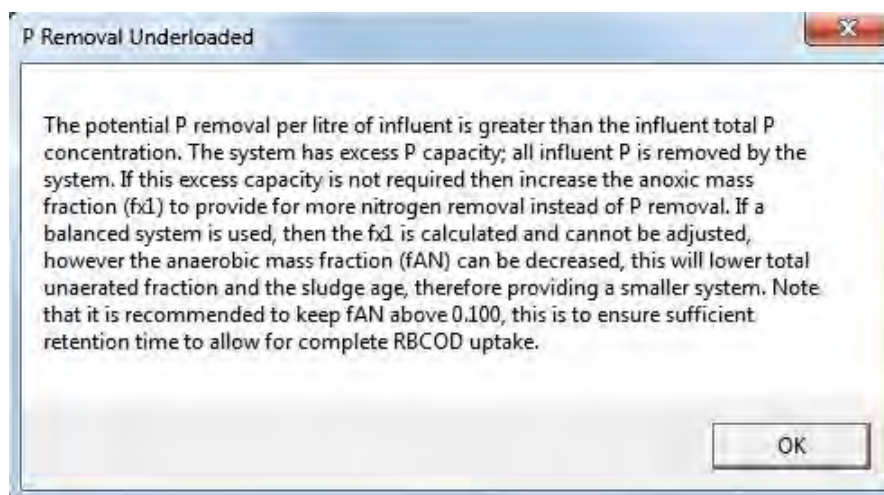 P Removal Underloaded
The potential P removal per litre of influent is greater than the influent total P
concentration. The system has excess P capacity; all influent P is removed by the
system. If this excess capacity is not required then increase the anoxic mass
fraction (fx1) to provide for more nitrogen removal instead of P removal. If a
balanced system is used, then the fx1 is calculated and cannot be adjusted,
however the anaerobic mass fraction (fAN) can be decreased, this will lower total
unaerated fraction and the sludge age, therefore providing a smaller system. Note
that it is recommended to keep fAN above 0.100, this is to ensure sufficient
retention time to allow for complete RBCOD uptake.
OK